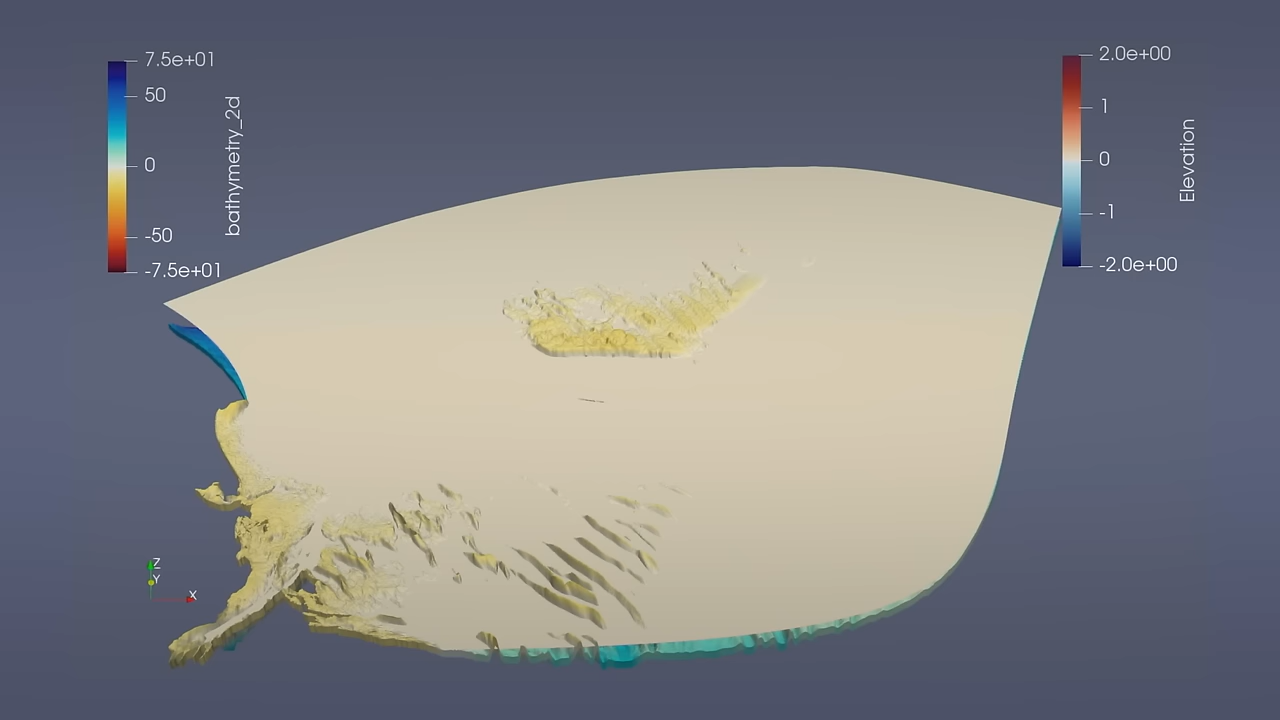 7.5e+01
50
0
-50
-7.5e+01
bathymetry_2d
2.0e+00
1
0
-1
-2.0e+00
Elevation
Z
Y
X